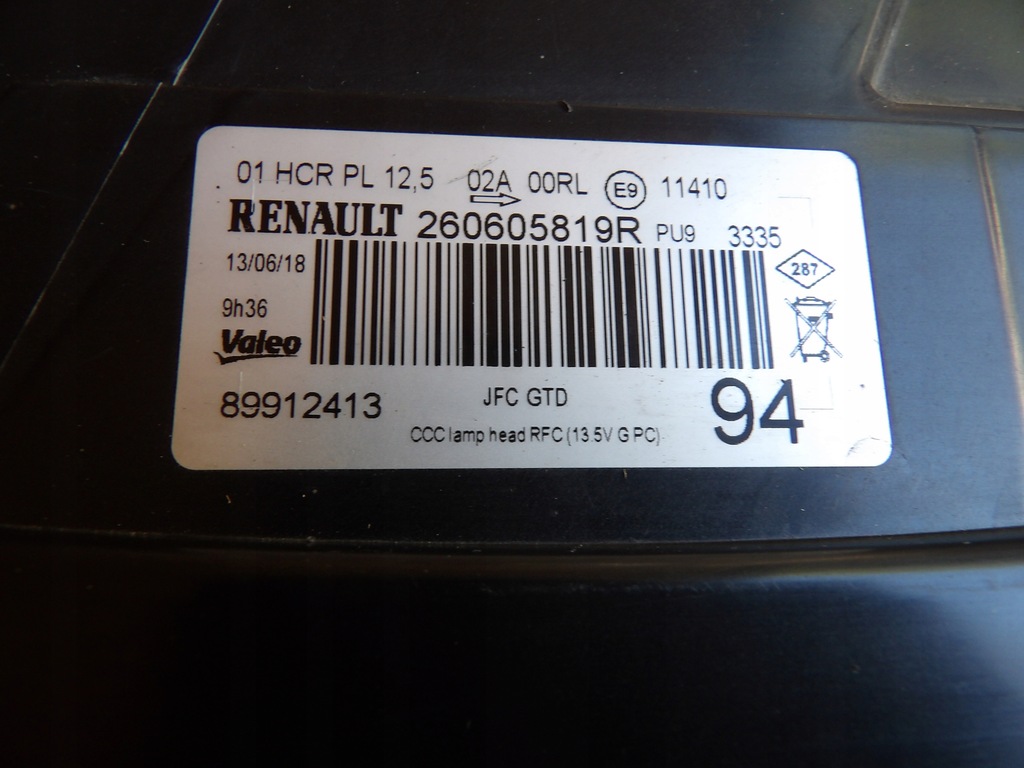 01 HCR PL 12,5 02A 00RL E9 11410
RENAULT 260605819R PU9 3335
13/06/18
287
9h36
Valeo
89912413 JFC GTD 94
CCC lamp head RFC (13.5V G PC)